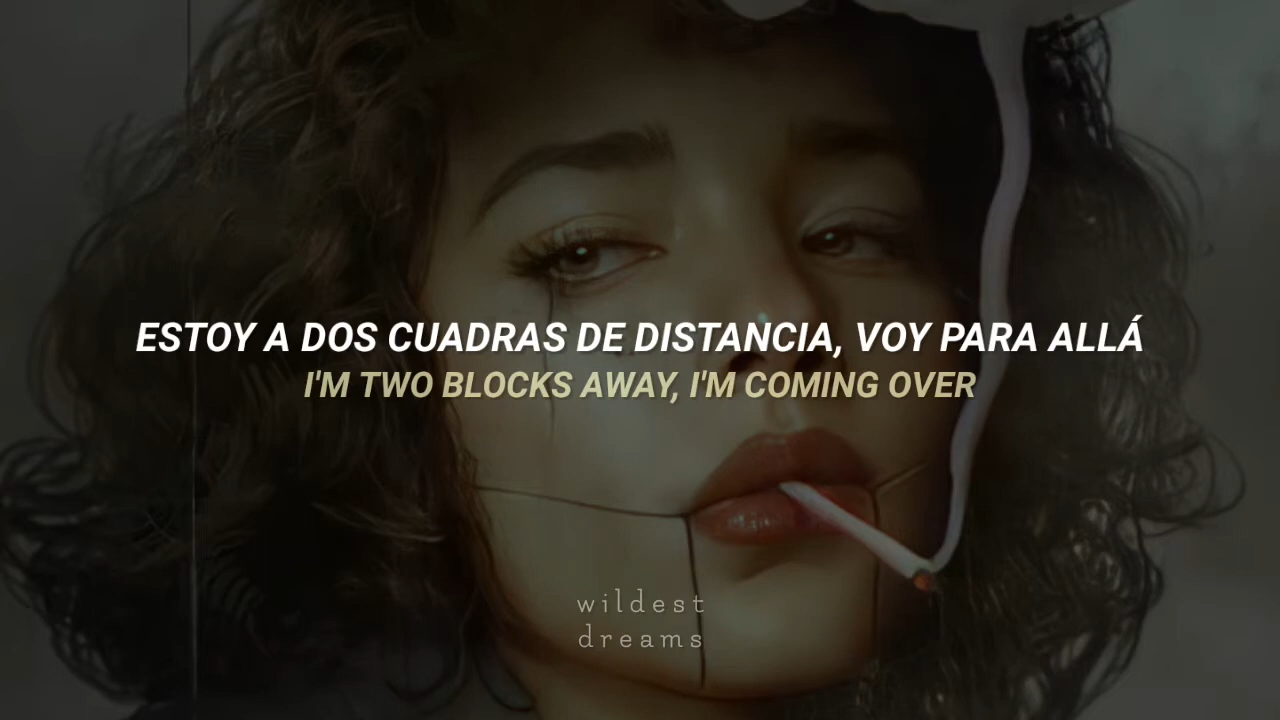 ESTOY A DOS CUADRAS DE DISTANCIA, VOY PARA ALLÁ
I'M TWO BLOCKS AWAY, I'M COMING OVER
wildest
dreams